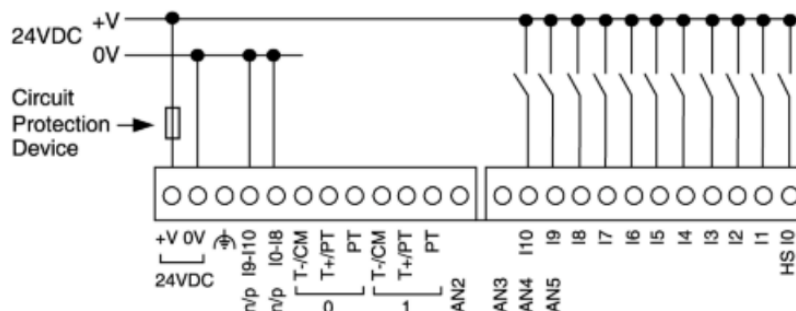 +V
24VDC
0V
Circuit
Protection
Device
+V 0V
24VDC
n/p I9-I10
n/p I0-I8
T-/CM
T+/PT
PT
0
T-/CM
T+/PT
PT
1
AN2
AN3
AN4 I10
AN5 I9
I8
I7
I6
I5
I4
I3
I2
I1
HS I0